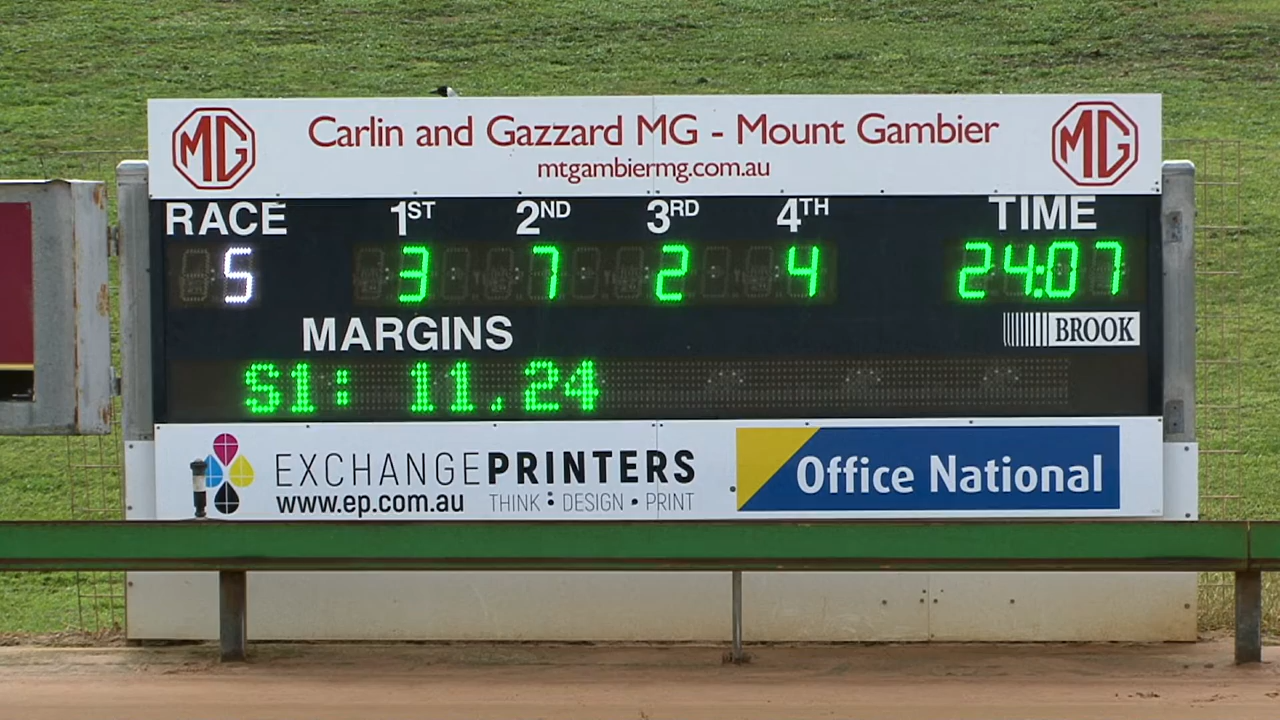 MG Carlin and Gazzard MG - Mount Gambier MG
mtgambiermg.com.au
RACE 1ST 2ND 3RD 4TH TIME
5 3 7 2 4 24:07
MARGINS BROOK
S1: 11.24
EXCHANGEPRINTERS Office National
www.ep.com.au THINK : DESIGN • PRINT